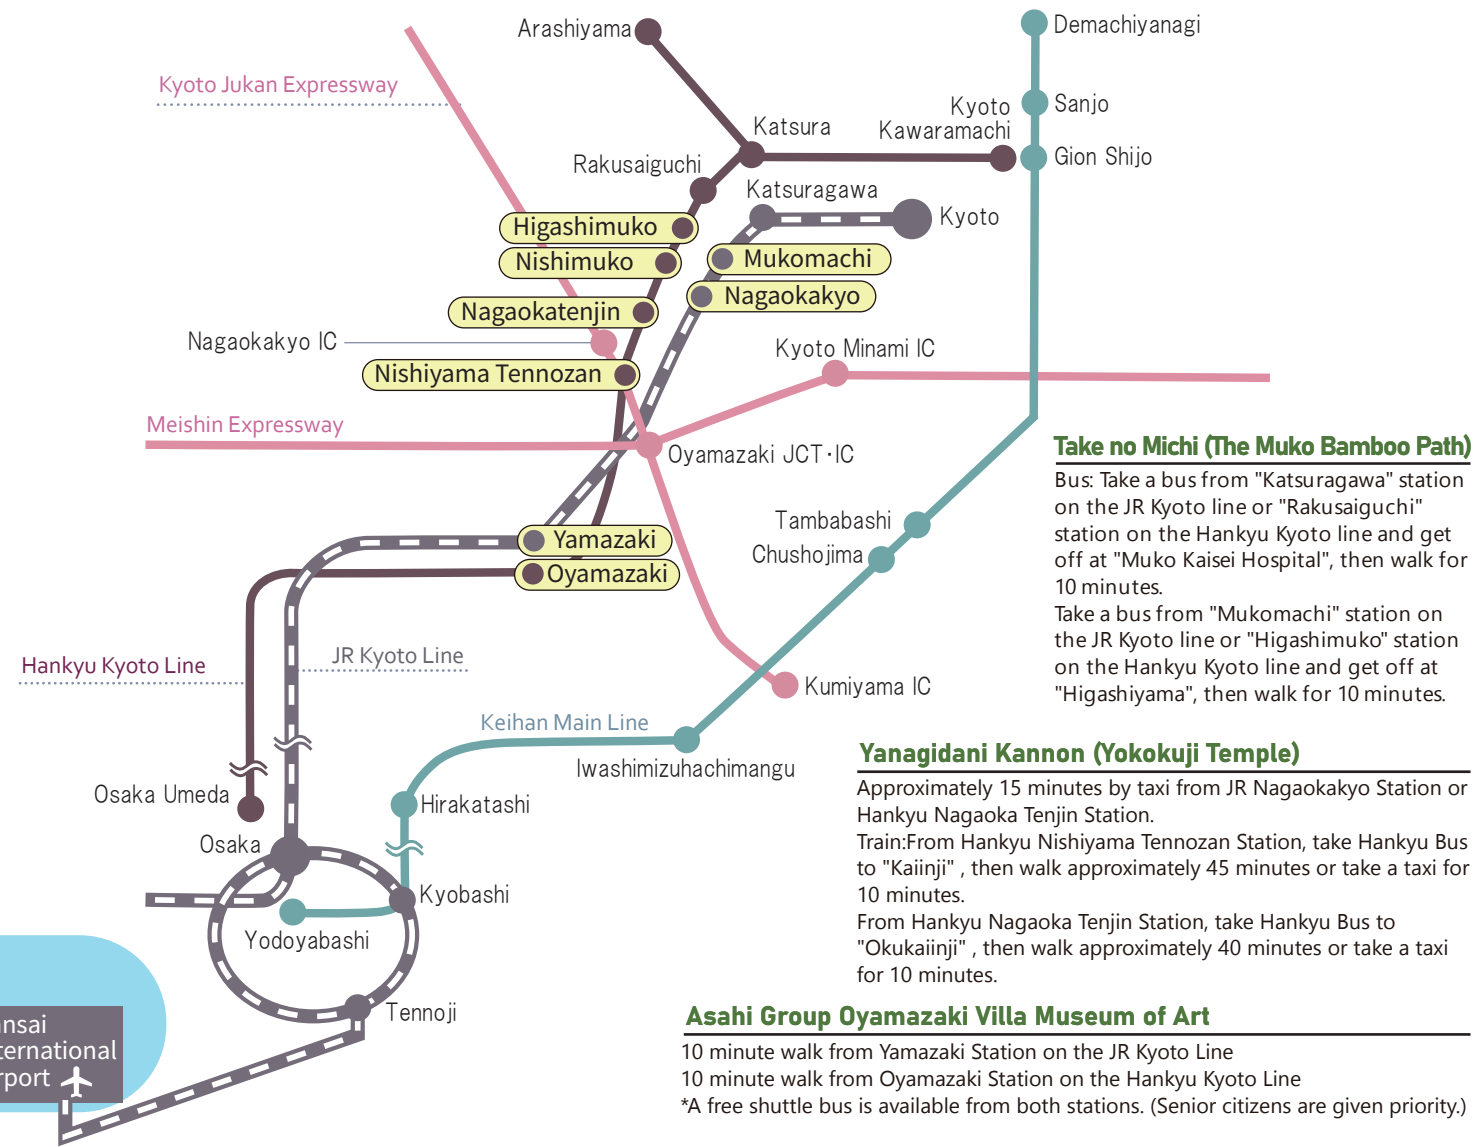 Arashiyama
Demachiyanagi
Kyoto Jukan Expressway
Sanjo
Kyoto
Kawaramachi
Katsura
Gion Shijo
Rakusaiguchi
Katsuragawa
Kyoto
Higashimuko
Nishimuko
Mukomachi
Nagaokakyo
Nagaokatenjin
Nagaokakyo IC
Kyoto Minami IC
Nishiyama Tennozan
Meishin Expressway
Oyamazaki JCT・IC
Tambabashi
Chushojima
Yamazaki
Oyamazaki
Hankyu Kyoto Line
JR Kyoto Line
Kumiyama IC
Keihan Main Line
Iwashimizuhachimangu
Osaka Umeda
Hirakatashi
Osaka
Kyobashi
Yodoyabashi
Tennoji
ansai
ternational
rport
Take no Michi (The Muko Bamboo Path)
Bus: Take a bus from "Katsuragawa" station
on the JR Kyoto line or "Rakusaiguchi"
station on the Hankyu Kyoto line and get
off at "Muko Kaisei Hospital", then walk for
10 minutes.
Take a bus from "Mukomachi" station on
the JR Kyoto line or "Higashimuko" station
on the Hankyu Kyoto line and get off at
"Higashiyama", then walk for 10 minutes.
Yanagidani Kannon (Yokokuji Temple)
Approximately 15 minutes by taxi from JR Nagaokakyo Station or
Hankyu Nagaoka Tenjin Station.
Train:From Hankyu Nishiyama Tennozan Station, take Hankyu Bus
to "Kaiinji" , then walk approximately 45 minutes or take a taxi for
10 minutes.
From Hankyu Nagaoka Tenjin Station, take Hankyu Bus to
"Okukaiinji" , then walk approximately 40 minutes or take a taxi
for 10 minutes.
Asahi Group Oyamazaki Villa Museum of Art
10 minute walk from Yamazaki Station on the JR Kyoto Line
10 minute walk from Oyamazaki Station on the Hankyu Kyoto Line
*A free shuttle bus is available from both stations. (Senior citizens are given priority.)